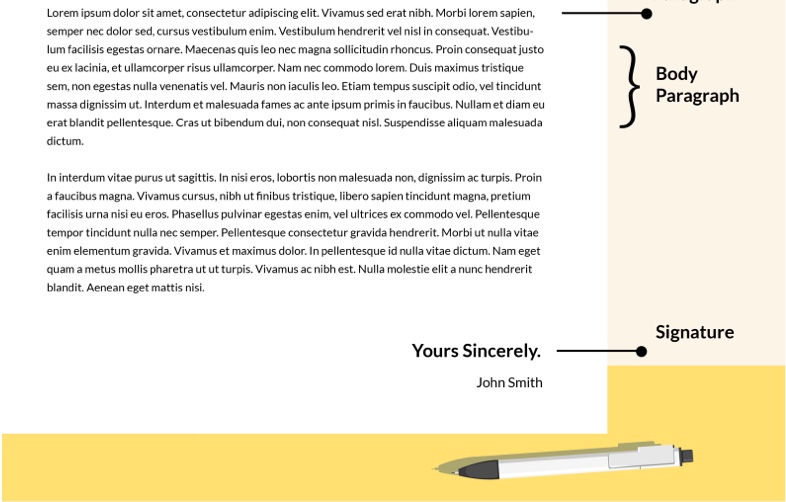 Lorem ipsum dolor sit amet, consectetur adipiscing elit. Vivamus sed erat nibh. Morbi lorem sapien,
semper nec dolor sed, cursus vestibulum enim. Vestibulum hendrerit vel nisl in consequat. Vestibu-
lum facilisis egestas ornare. Maecenas quis leo nec magna sollicitudin rhoncus. Proin consequat justo
eu ex lacinia, et ullamcorper risus ullamcorper. Nam nec commodo lorem. Duis maximus tristique
sem, non egestas nulla venenatis vel. Mauris non iaculis leo. Etiam tempus suscipit odio, vel tincidunt
massa dignissim ut. Interdum et malesuada fames ac ante ipsum primis in faucibus. Nullam et diam eu
erat blandit pellentesque. Cras ut bibendum dui, non consequat nisl. Suspendisse aliquam malesuada
dictum.
Body
Paragraph
In interdum vitae purus ut sagittis. In nisi eros, lobortis non malesuada non, dignissim ac turpis. Proin
a faucibus magna. Vivamus cursus, nibh ut finibus tristique, libero sapien tincidunt magna, pretium
facilisis urna nisi eu eros. Phasellus pulvinar egestas enim, vel ultrices ex commodo vel. Pellentesque
tempor tincidunt nulla nec semper. Pellentesque consectetur gravida hendrerit. Morbi ut nulla vitae
enim elementum gravida. Vivamus et maximus dolor. In pellentesque id nulla vitae dictum. Nam eget
quam a metus mollis pharetra ut ut turpis. Vivamus ac nibh est. Nulla molestie elit a nunc hendrerit
blandit. Aenean eget mattis nisi.
Signature
Yours Sincerely.
John Smith